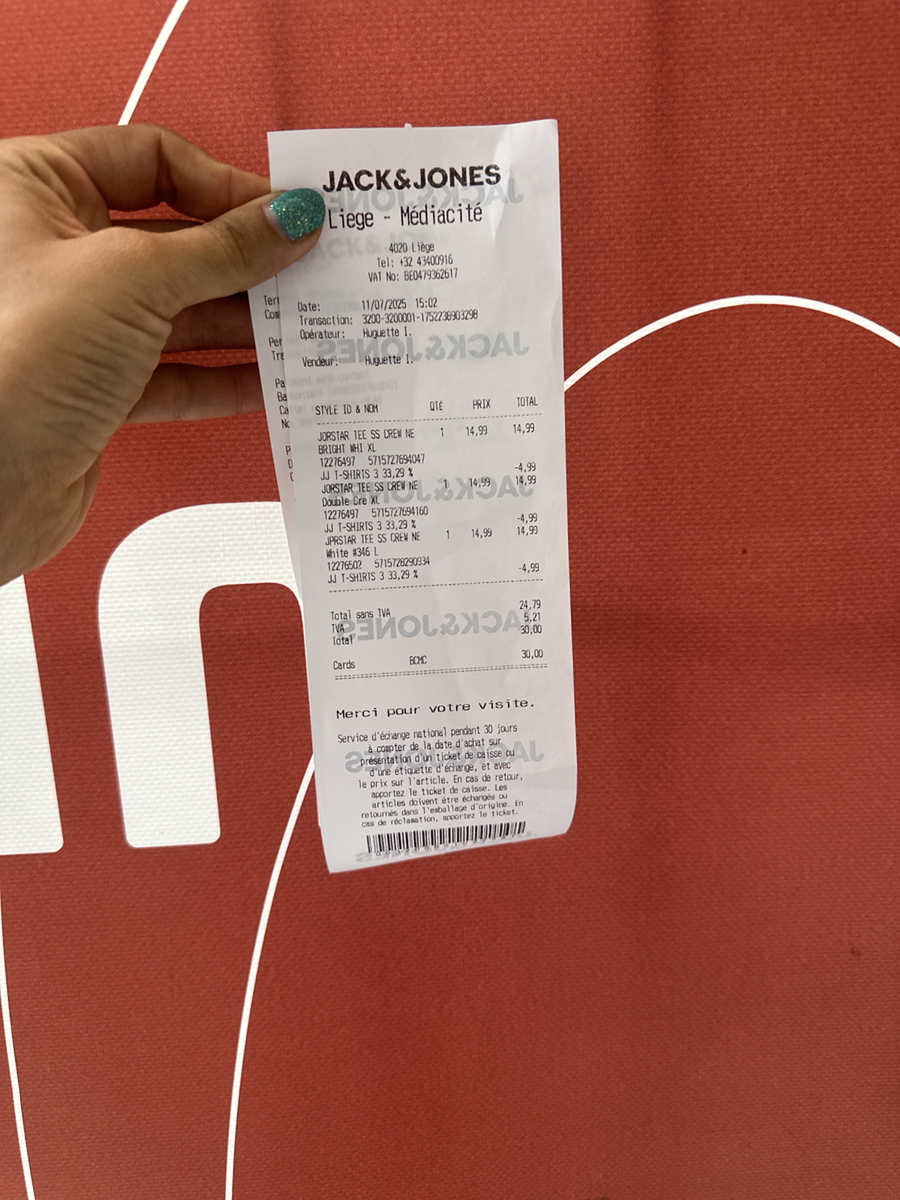 JACK&JONES
Liege - Médiacité
4020 Liège
Tel: +32 43400916
VAT No: BE0479362617
Date: 11/07/2025 15:02
Transaction: 3200-3200001-1752236903298
Opérateur: Huguette I.
Vendeur: Huguette I.
STYLE ID & NOM QTÉ PRIX TOTAL
JORSTAR TEE SS CREW NE 1 14,99 14,99
BRIGHT WHI XL
12276497 5715727694047
JJ T-SHIRTS 3 33,29 % -4,99
JORSTAR TEE SS CREW NE 1 14,99 14,99
Double Cre XL
12276497 5715727694160
JJ T-SHIRTS 3 33,29 % -4,99
JPRSTAR TEE SS CREW NE 1 14,99 14,99
White #346 L
12276502 5715728290934
JJ T-SHIRTS 3 33,29 % -4,99
Total sans TVA 24,79
TVA 5,21
Total 30,00
Cards BCMC 30,00
Merci pour votre visite.
Service d'échange national pendant 30 jours
à compter de la date d'achat sur
présentation d'un ticket de caisse ou
d'une étiquette d'échange, et avec
le prix sur l'article. En cas de retour,
apportez le ticket de caisse. Les
articles doivent être échangés ou
retournés dans l'emballage d'origine. En
cas de réclamation, apportez le ticket.